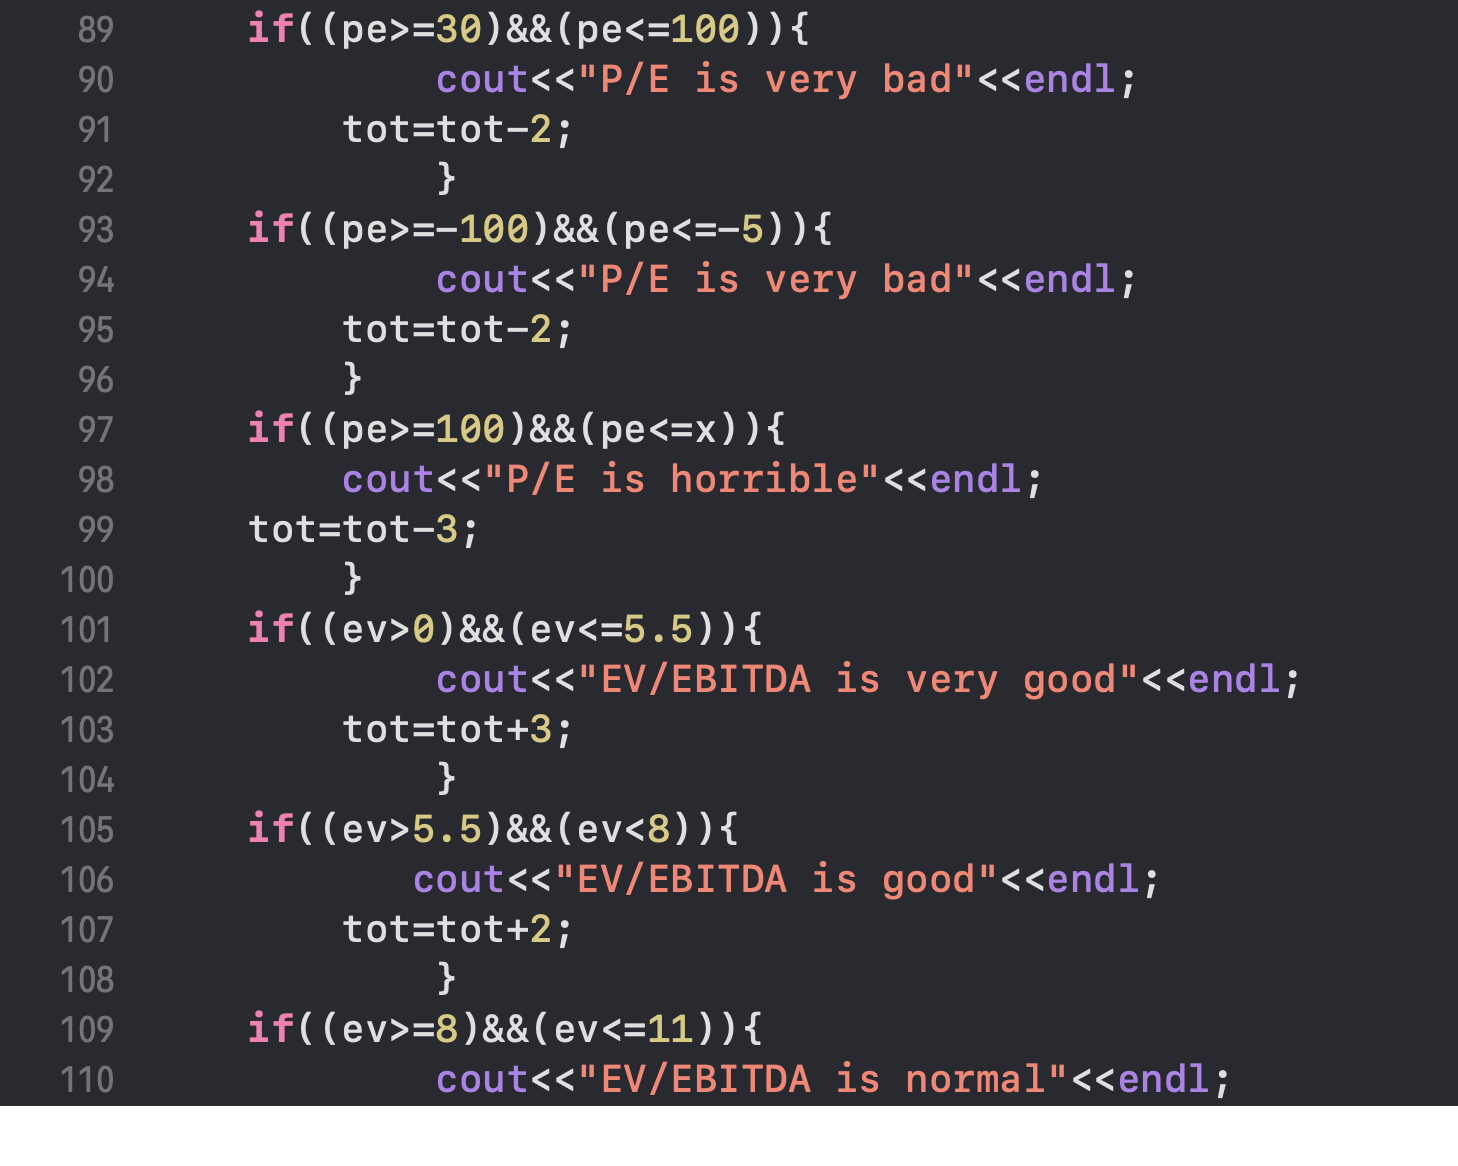 89 if((pe>=30)&&(pe<=100)){
90 cout<<"P/E is very bad"<<endl;
91 tot=tot-2;
92 }
93 if((pe>=-100)&&(pe<=-5)){
94 cout<<"P/E is very bad"<<endl;
95 tot=tot-2;
96 }
97 if((pe>=100)&&(pe<=x)){
98 cout<<"P/E is horrible"<<endl;
99 tot=tot-3;
100 }
101 if((ev>0)&&(ev<=5.5)){
102 cout<<"EV/EBITDA is very good"<<endl;
103 tot=tot+3;
104 }
105 if((ev>5.5)&&(ev<8)){
106 cout<<"EV/EBITDA is good"<<endl;
107 tot=tot+2;
108 }
109 if((ev>=8)&&(ev<=11)){
110 cout<<"EV/EBITDA is normal"<<endl;